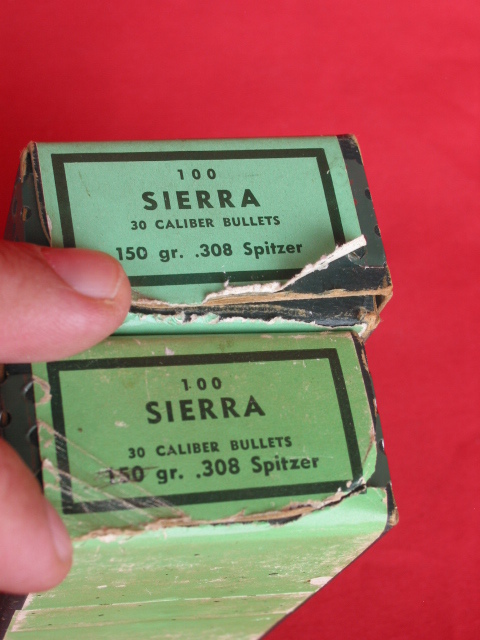 100
SIERRA
30 CALIBER BULLETS
150 gr. .308 Spitzer
100
SIERRA
30 CALIBER BULLETS
150 gr. .308 Spitzer